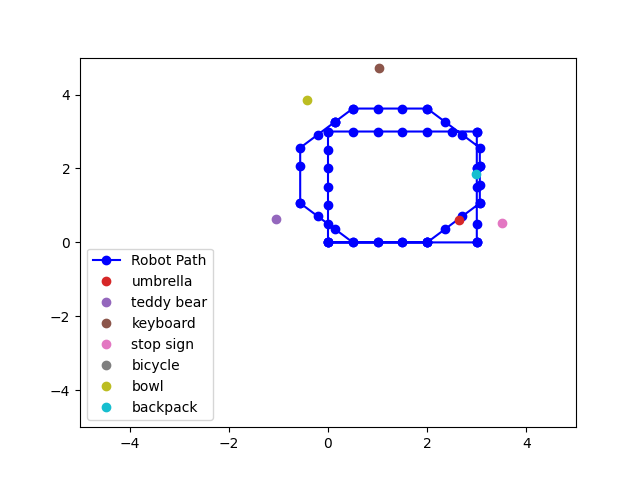 4
2
0
−2
−4
−4
−2
0
2
4
Robot Path
umbrella
teddy bear
keyboard
stop sign
bicycle
bowl
backpack